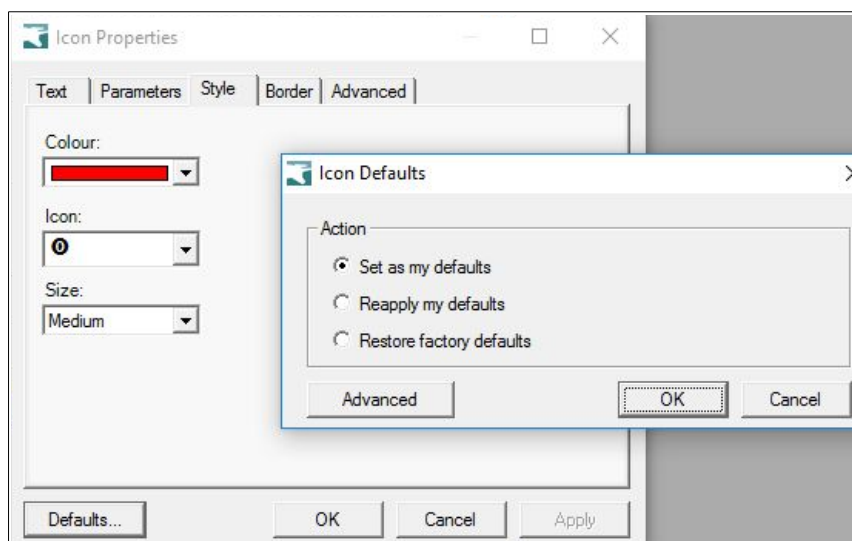 Icon Properties
Text Parameters Style Border Advanced
Colour:
Icon:
Size:
Medium
Icon Defaults
Action
Set as my defaults
Reapply my defaults
Restore factory defaults
Advanced OK Cancel
Defaults... OK Cancel Apply